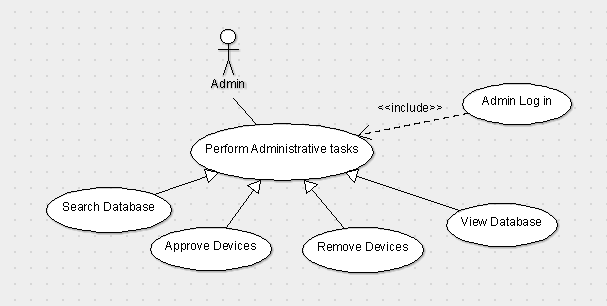 Admin
<<include>>
Admin Log in
Perform Administrative tasks
Search Database
View Database
Approve Devices
Remove Devices